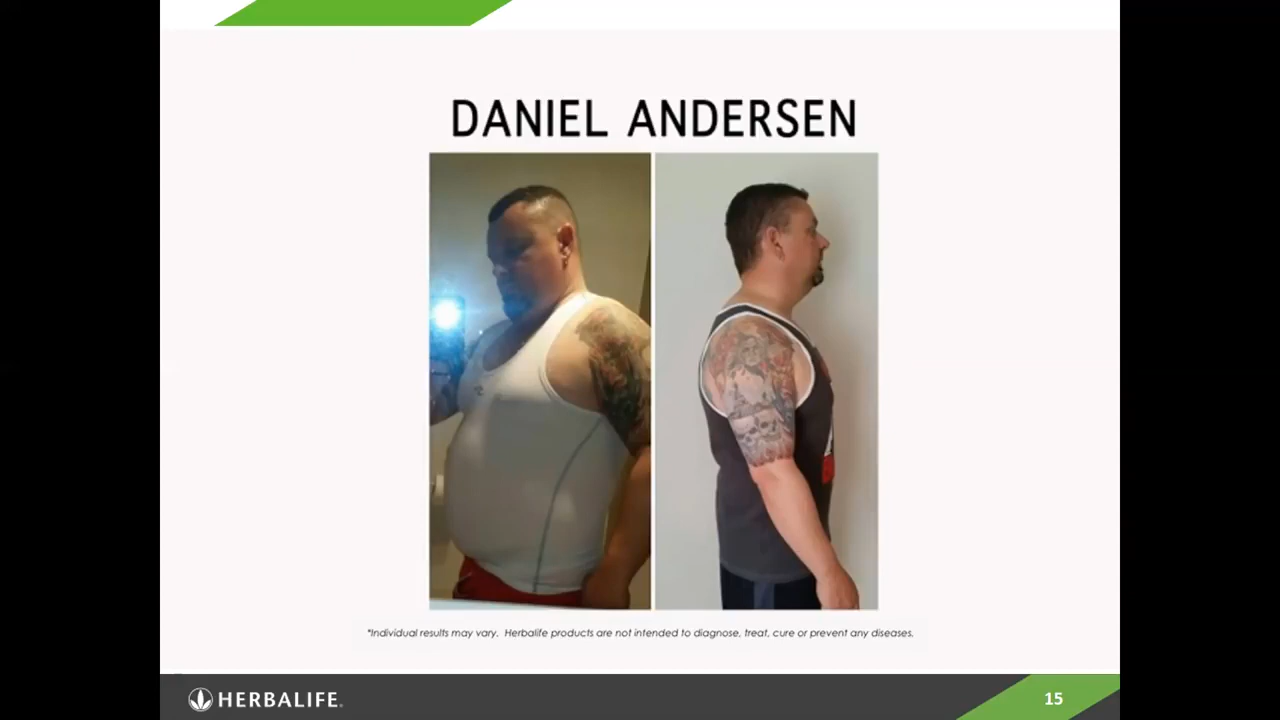 DANIEL ANDERSEN
*Individual results may vary. Herbalife products are not intended to diagnose, treat, cure or prevent any diseases.
HERBALIFE.
15